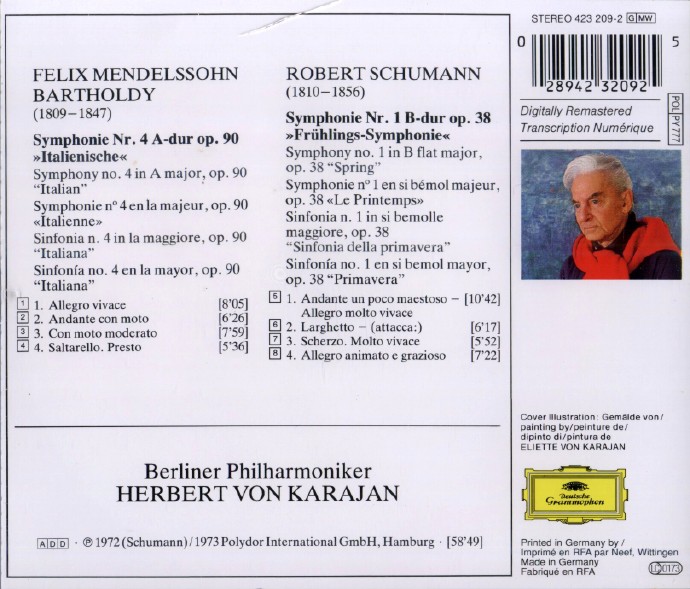 FELIX MENDELSSOHN
BARTHOLDY
(1809–1847)
Symphonie Nr. 4 A-dur op. 90
»Italienische«
Symphony no. 4 in A major, op. 90
“Italian”
Symphonie nº 4 en la majeur, op. 90
«Italienne»
Sinfonia n. 4 in la maggiore, op. 90
“Italiana”
Sinfonía no. 4 en la mayor, op. 90
“Italiana”
1 1. Allegro vivace [8'05]
2 2. Andante con moto [6'26]
3 3. Con moto moderato [7'59]
4 4. Saltarello. Presto [5'36]
ROBERT SCHUMANN
(1810–1856)
Symphonie Nr. 1 B-dur op. 38
»Frühlings-Symphonie«
Symphony no. 1 in B flat major,
op. 38 “Spring”
Symphonie nº 1 en si bémol majeur,
op. 38 «Le Printemps»
Sinfonia n. 1 in si bemolle
maggiore, op. 38
“Sinfonia della primavera”
Sinfonía no. 1 en si bemol mayor,
op. 38 “Primavera”
5 1. Andante un poco maestoso – [10'42]
Allegro molto vivace
6 2. Larghetto – (attacca:) [6'17]
7 3. Scherzo. Molto vivace [5'52]
8 4. Allegro animato e grazioso [7'22]
Berliner Philharmoniker
HERBERT VON KARAJAN
ADD · ℗ 1972 (Schumann) / 1973 Polydor International GmbH, Hamburg · [58'49]
STEREO 423 209-2 G MW
0 28942 32092 5
POL PY 777
Digitally Remastered
Transcription Numérique
Cover Illustration: Gemälde von/
painting by/peinture de/
dipinto di/pintura de
ELIETTE VON KARAJAN
Deutsche
Grammophon
Printed in Germany by /
Imprimé en RFA par Neef, Wittingen
Made in Germany
Fabriqué en RFA
LC 0173